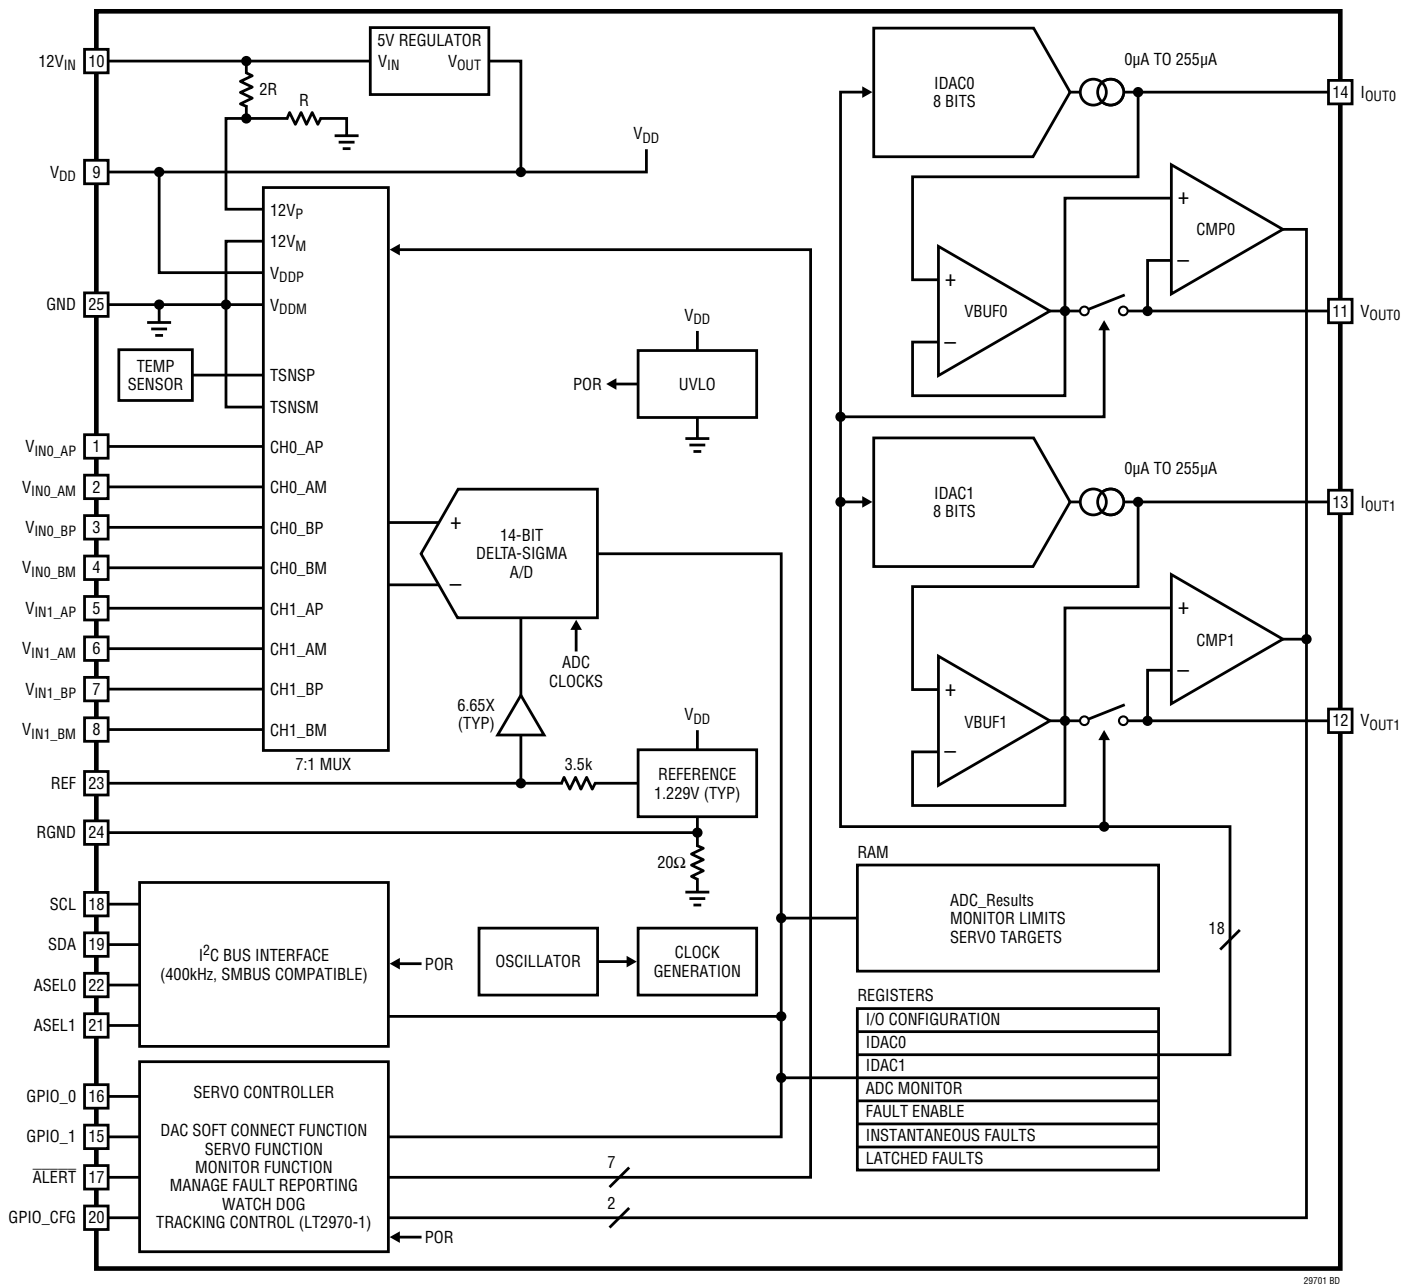 12VIN
10
5V REGULATOR
VIN
VOUT
2R
R
VDD
VDD
9
12VP
12VM
VDDP
VDDM
GND
25
TEMP
SENSOR
TSNSP
TSNSM
VIN0_AP
1
CH0_AP
VIN0_AM
2
CH0_AM
VIN0_BP
3
CH0_BP
VIN0_BM
4
CH0_BM
VIN1_AP
5
CH1_AP
VIN1_AM
6
CH1_AM
VIN1_BP
7
CH1_BP
VIN1_BM
8
CH1_BM
7:1 MUX
VDD
POR
UVLO
+
–
14-BIT
DELTA-SIGMA
A/D
ADC
CLOCKS
6.65X
(TYP)
VDD
REF
23
3.5k
REFERENCE
1.229V (TYP)
RGND
24
20Ω
SCL
18
SDA
19
ASEL0
22
ASEL1
21
I2C BUS INTERFACE
(400kHz, SMBUS COMPATIBLE)
POR
OSCILLATOR
CLOCK
GENERATION
GPIO_0
16
GPIO_1
15
ALERT
17
GPIO_CFG
20
SERVO CONTROLLER
DAC SOFT CONNECT FUNCTION
SERVO FUNCTION
MONITOR FUNCTION
MANAGE FAULT REPORTING
WATCH DOG
TRACKING CONTROL (LT2970-1)
7
2
POR
IDAC0
8 BITS
0µA TO 255µA
14
IOUT0
+
–
CMP0
+
–
VBUF0
11
VOUT0
IDAC1
8 BITS
0µA TO 255µA
13
IOUT1
+
–
CMP1
+
–
VBUF1
12
VOUT1
RAM
ADC_Results
MONITOR LIMITS
SERVO TARGETS
18
REGISTERS
I/O CONFIGURATION
IDAC0
IDAC1
ADC MONITOR
FAULT ENABLE
INSTANTANEOUS FAULTS
LATCHED FAULTS
29701 BD